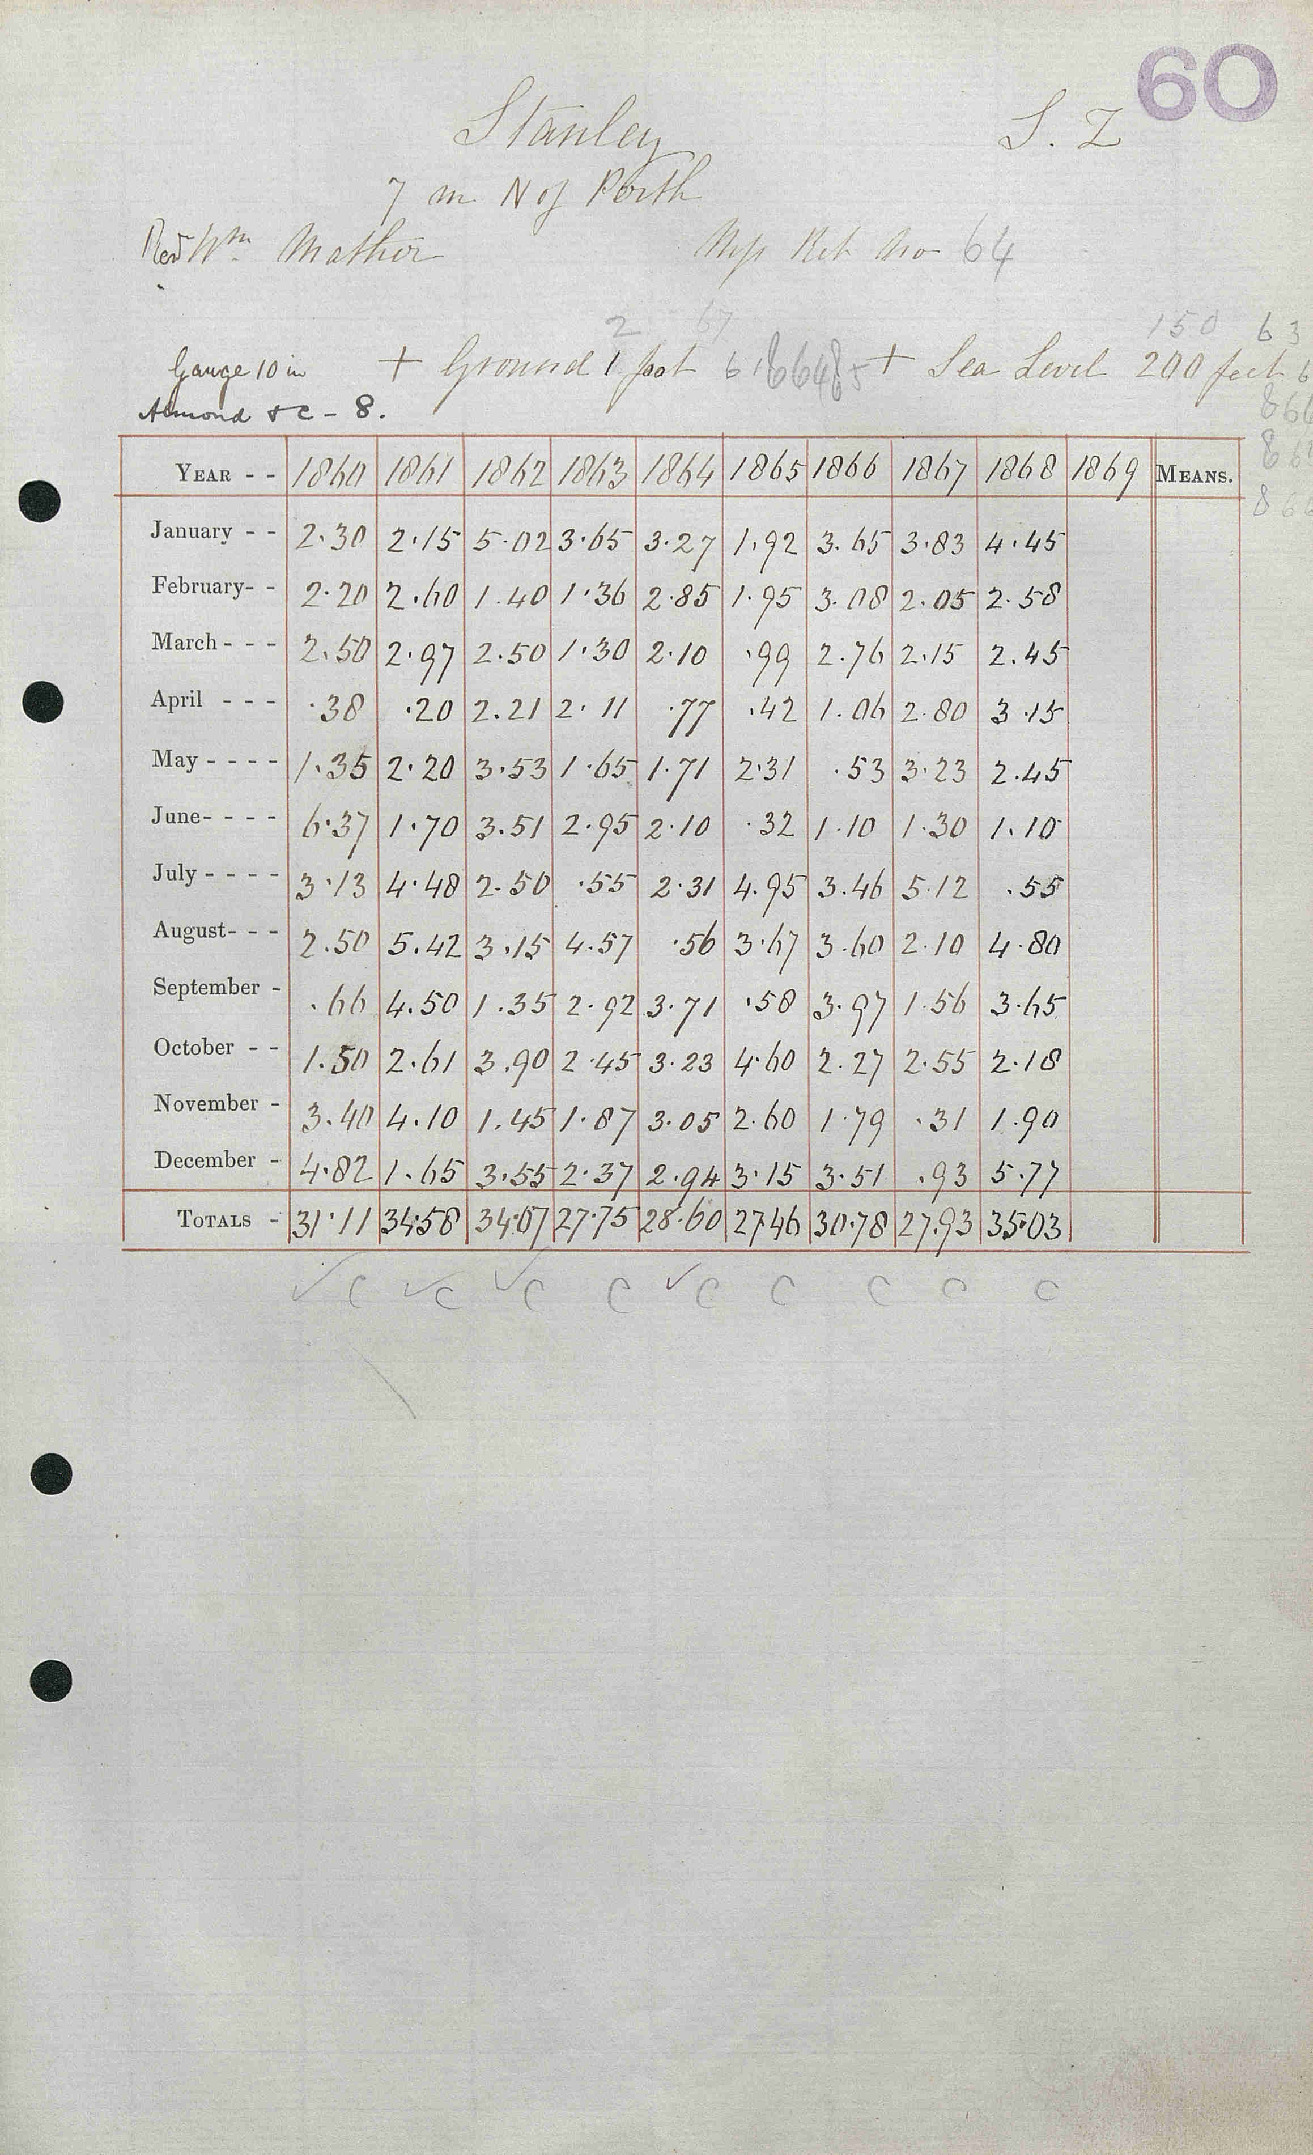 60
Stanley S. Z
7 m N of Perth
Revd Wm. Mather Mss Ret No 64
2 67 150 63
Gauge 10 in + Ground 1 foot + Sea Level 200 feet
Almond &c - 8.
YEAR - - 1860 1861 1862 1863 1864 1865 1866 1867 1868 1869 MEANS.
January - - 2.30 2.15 5.02 3.65 3.27 1.92 3.65 3.83 4.45
February- - 2.20 2.60 1.40 1.36 2.85 1.95 3.08 2.05 2.58
March - - - 2.50 2.97 2.50 1.30 2.10 .99 2.76 2.15 2.45
April - - - .38 .20 2.21 2.11 .77 .42 1.06 2.80 3.15
May - - - - 1.35 2.20 3.53 1.65 1.71 2.31 .53 3.23 2.45
June- - - - 6.37 1.70 3.51 2.95 2.10 .32 1.10 1.30 1.10
July - - - - 3.13 4.48 2.50 .55 2.31 4.95 3.46 5.12 .55
August- - - 2.50 5.42 3.15 4.57 .56 3.67 3.60 2.10 4.80
September - .66 4.50 1.35 2.92 3.71 .58 3.97 1.56 3.65
October - - 1.50 2.61 3.90 2.45 3.23 4.60 2.27 2.55 2.18
November - 3.40 4.10 1.45 1.87 3.05 2.60 1.79 .31 1.90
December - 4.82 1.65 3.55 2.37 2.94 3.15 3.51 .93 5.77
TOTALS - 31.11 34.58 34.07 27.75 28.60 27.46 30.78 27.93 35.03
✓ C ✓ C ✓ C C ✓ C C C C C